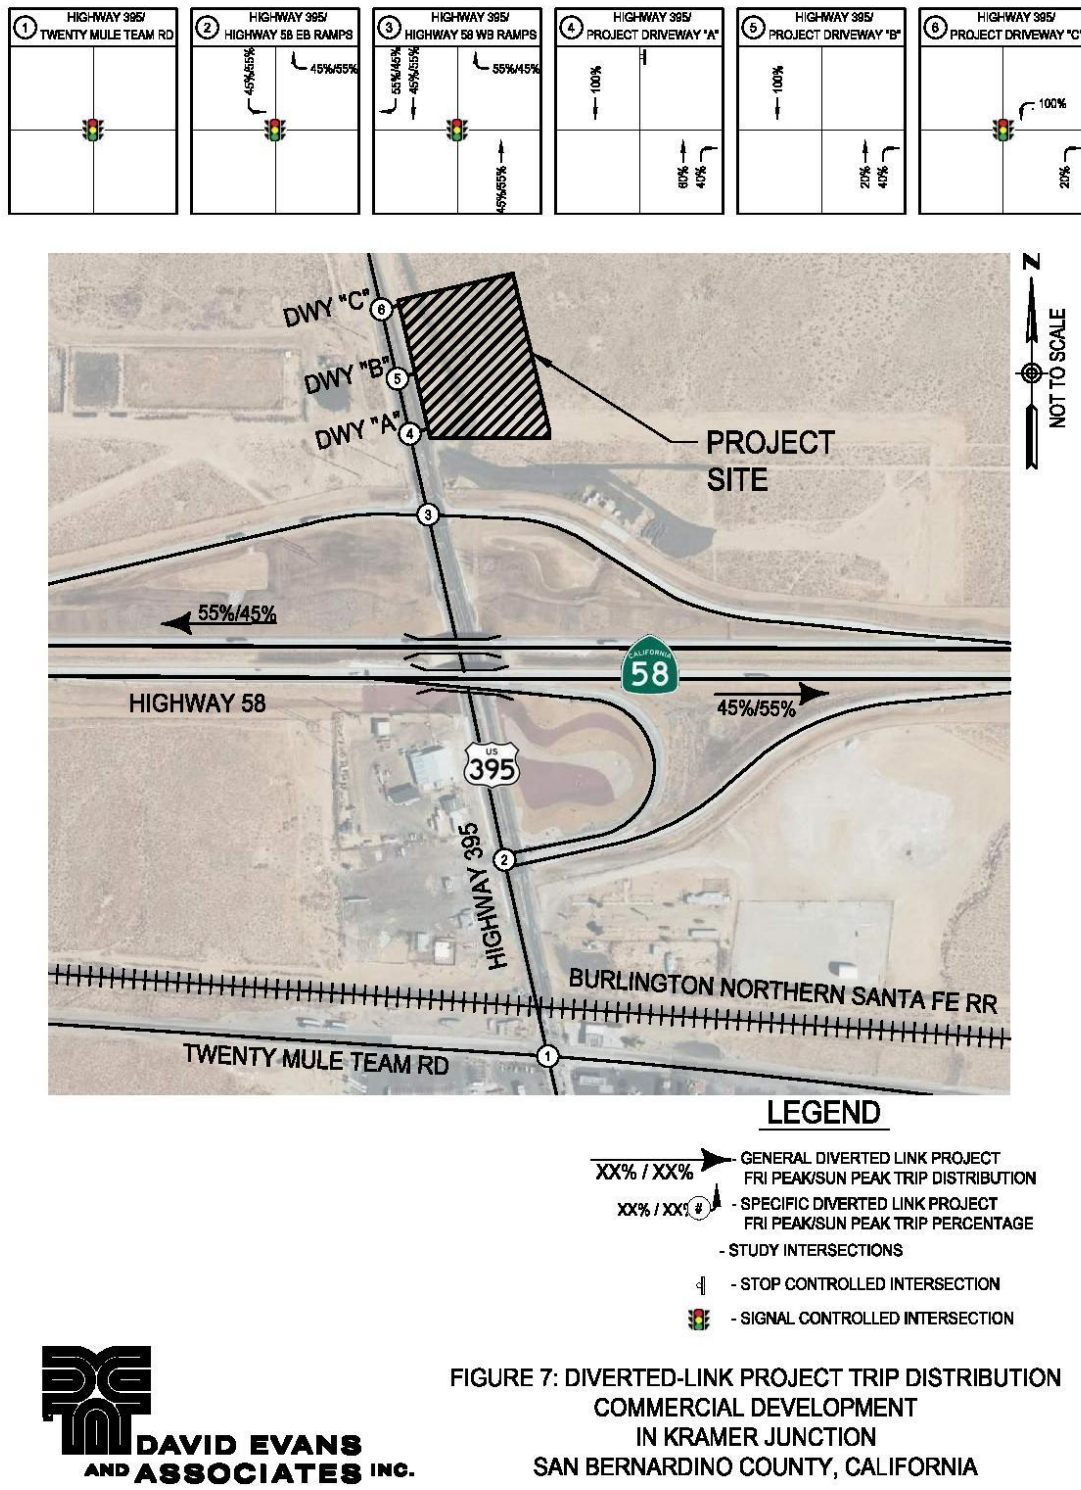 1
HIGHWAY 395/
TWENTY MULE TEAM RD
2
HIGHWAY 395/
HIGHWAY 58 EB RAMPS
45%/55%
45%/55%
3
HIGHWAY 395/
HIGHWAY 58 WB RAMPS
55%/45%
45%/55%
55%/45%
45%/55%
4
HIGHWAY 395/
PROJECT DRIVEWAY "A"
100%
60%
40%
5
HIGHWAY 395/
PROJECT DRIVEWAY "B"
100%
20%
40%
6
HIGHWAY 395/
PROJECT DRIVEWAY "C"
100%
20%
N
NOT TO SCALE
DWY "C"
6
DWY "B"
5
DWY "A"
4
PROJECT
SITE
3
55%/45%
CALIFORNIA
58
HIGHWAY 58
45%/55%
US
395
HIGHWAY 395
2
BURLINGTON NORTHERN SANTA FE RR
TWENTY MULE TEAM RD
1
LEGEND
XX% / XX%
- GENERAL DIVERTED LINK PROJECT
FRI PEAK/SUN PEAK TRIP DISTRIBUTION
XX% / XX%
- SPECIFIC DIVERTED LINK PROJECT
FRI PEAK/SUN PEAK TRIP PERCENTAGE
#
- STUDY INTERSECTIONS
- STOP CONTROLLED INTERSECTION
- SIGNAL CONTROLLED INTERSECTION
DAVID EVANS
AND ASSOCIATES INC.
FIGURE 7: DIVERTED-LINK PROJECT TRIP DISTRIBUTION
COMMERCIAL DEVELOPMENT
IN KRAMER JUNCTION
SAN BERNARDINO COUNTY, CALIFORNIA